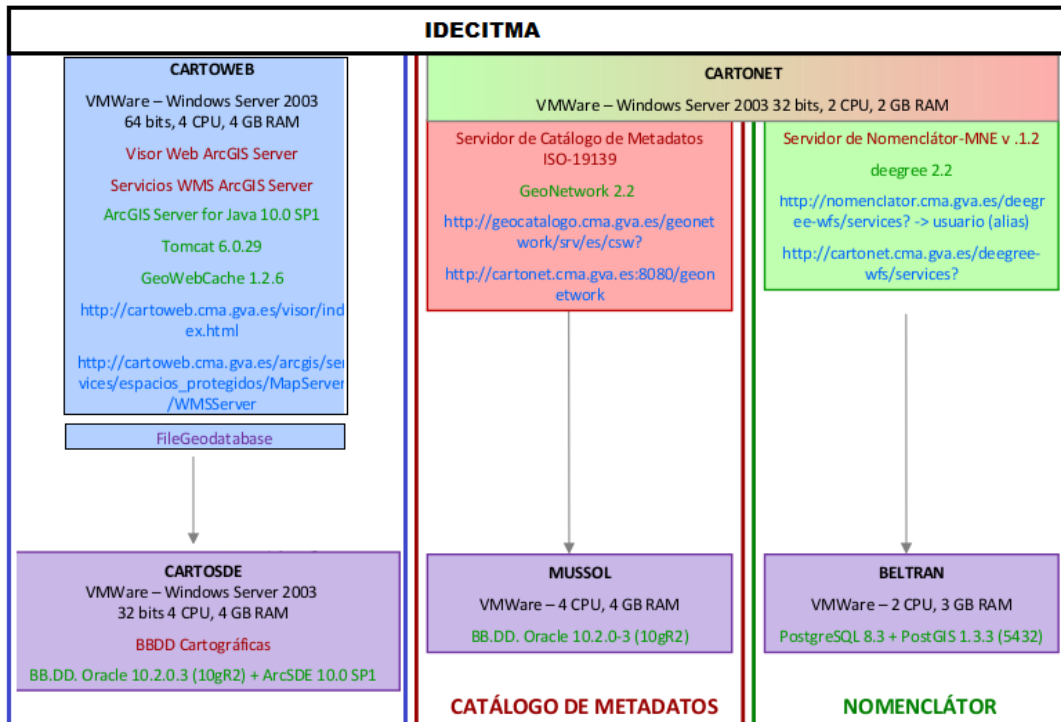 IDECITMA
CARTOWEB
VMWare – Windows Server 2003
64 bits, 4 CPU, 4 GB RAM
Visor Web ArcGIS Server
Servicios WMS ArcGIS Server
ArcGIS Server for Java 10.0 SP1
Tomcat 6.0.29
GeoWebCache 1.2.6
http://cartoweb.cma.gva.es/visor/ind
ex.html
http://cartoweb.cma.gva.es/arcgis/ser
vices/espacios_protegidos/MapServer
/WMSServer
FileGeodatabase
CARTOSDE
VMWare – Windows Server 2003
32 bits 4 CPU, 4 GB RAM
BBDD Cartográficas
BB.DD. Oracle 10.2.0.3 (10gR2) + ArcSDE 10.0 SP1
CARTONET
VMWare – Windows Server 2003 32 bits, 2 CPU, 2 GB RAM
Servidor de Catálogo de Metadatos
ISO-19139
GeoNetwork 2.2
http://geocatalogo.cma.gva.es/geonet
work/srv/es/csw?
http://cartonet.cma.gva.es:8080/geon
etwork
MUSSOL
VMWare – 4 CPU, 4 GB RAM
BB.DD. Oracle 10.2.0-3 (10gR2)
CATÁLOGO DE METADATOS
Servidor de Nomenclátor-MNE v .1.2
deegree 2.2
http://nomenclator.cma.gva.es/deegr
ee-wfs/services? -> usuario (alias)
http://cartonet.cma.gva.es/deegree-
wfs/services?
BELTRAN
VMWare – 2 CPU, 3 GB RAM
PostgreSQL 8.3 + PostGIS 1.3.3 (5432)
NOMENCLÁTOR